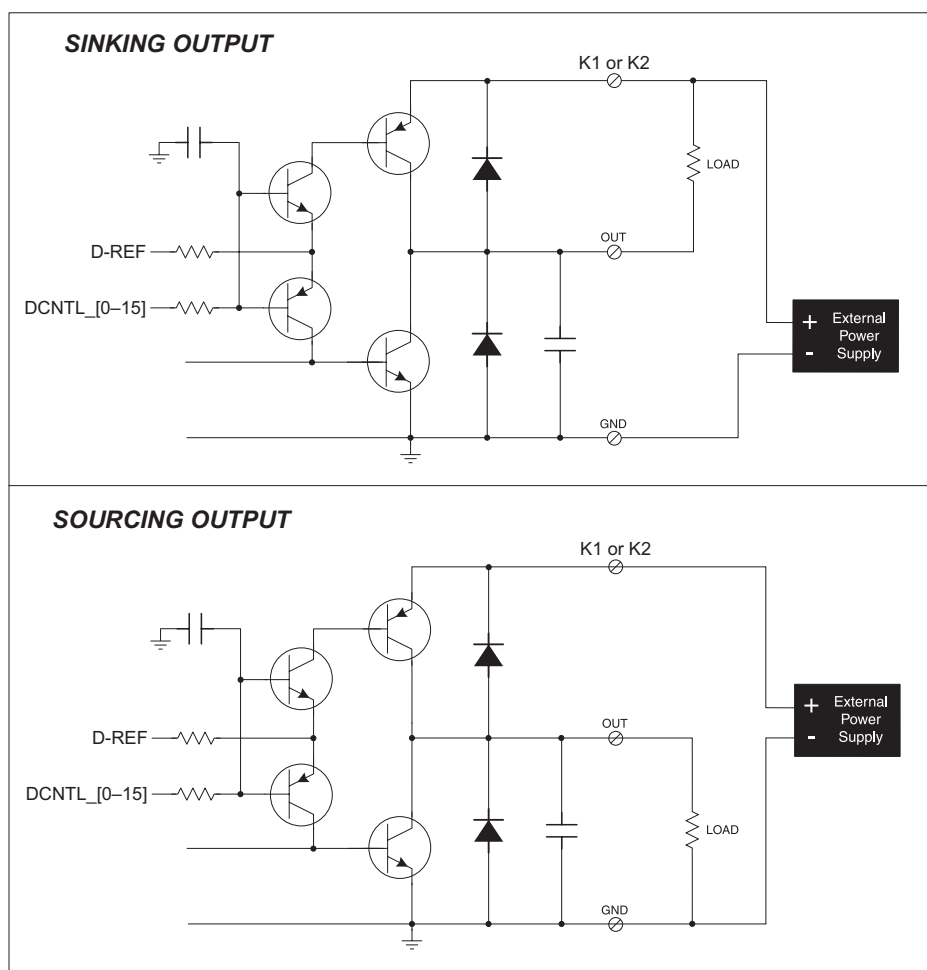 SINKING OUTPUT
K1 or K2
LOAD
D-REF
OUT
DCNTL_[0–15]
+ External
- Power
Supply
GND
SOURCING OUTPUT
K1 or K2
D-REF
OUT
+ External
- Power
Supply
DCNTL_[0–15]
LOAD
GND